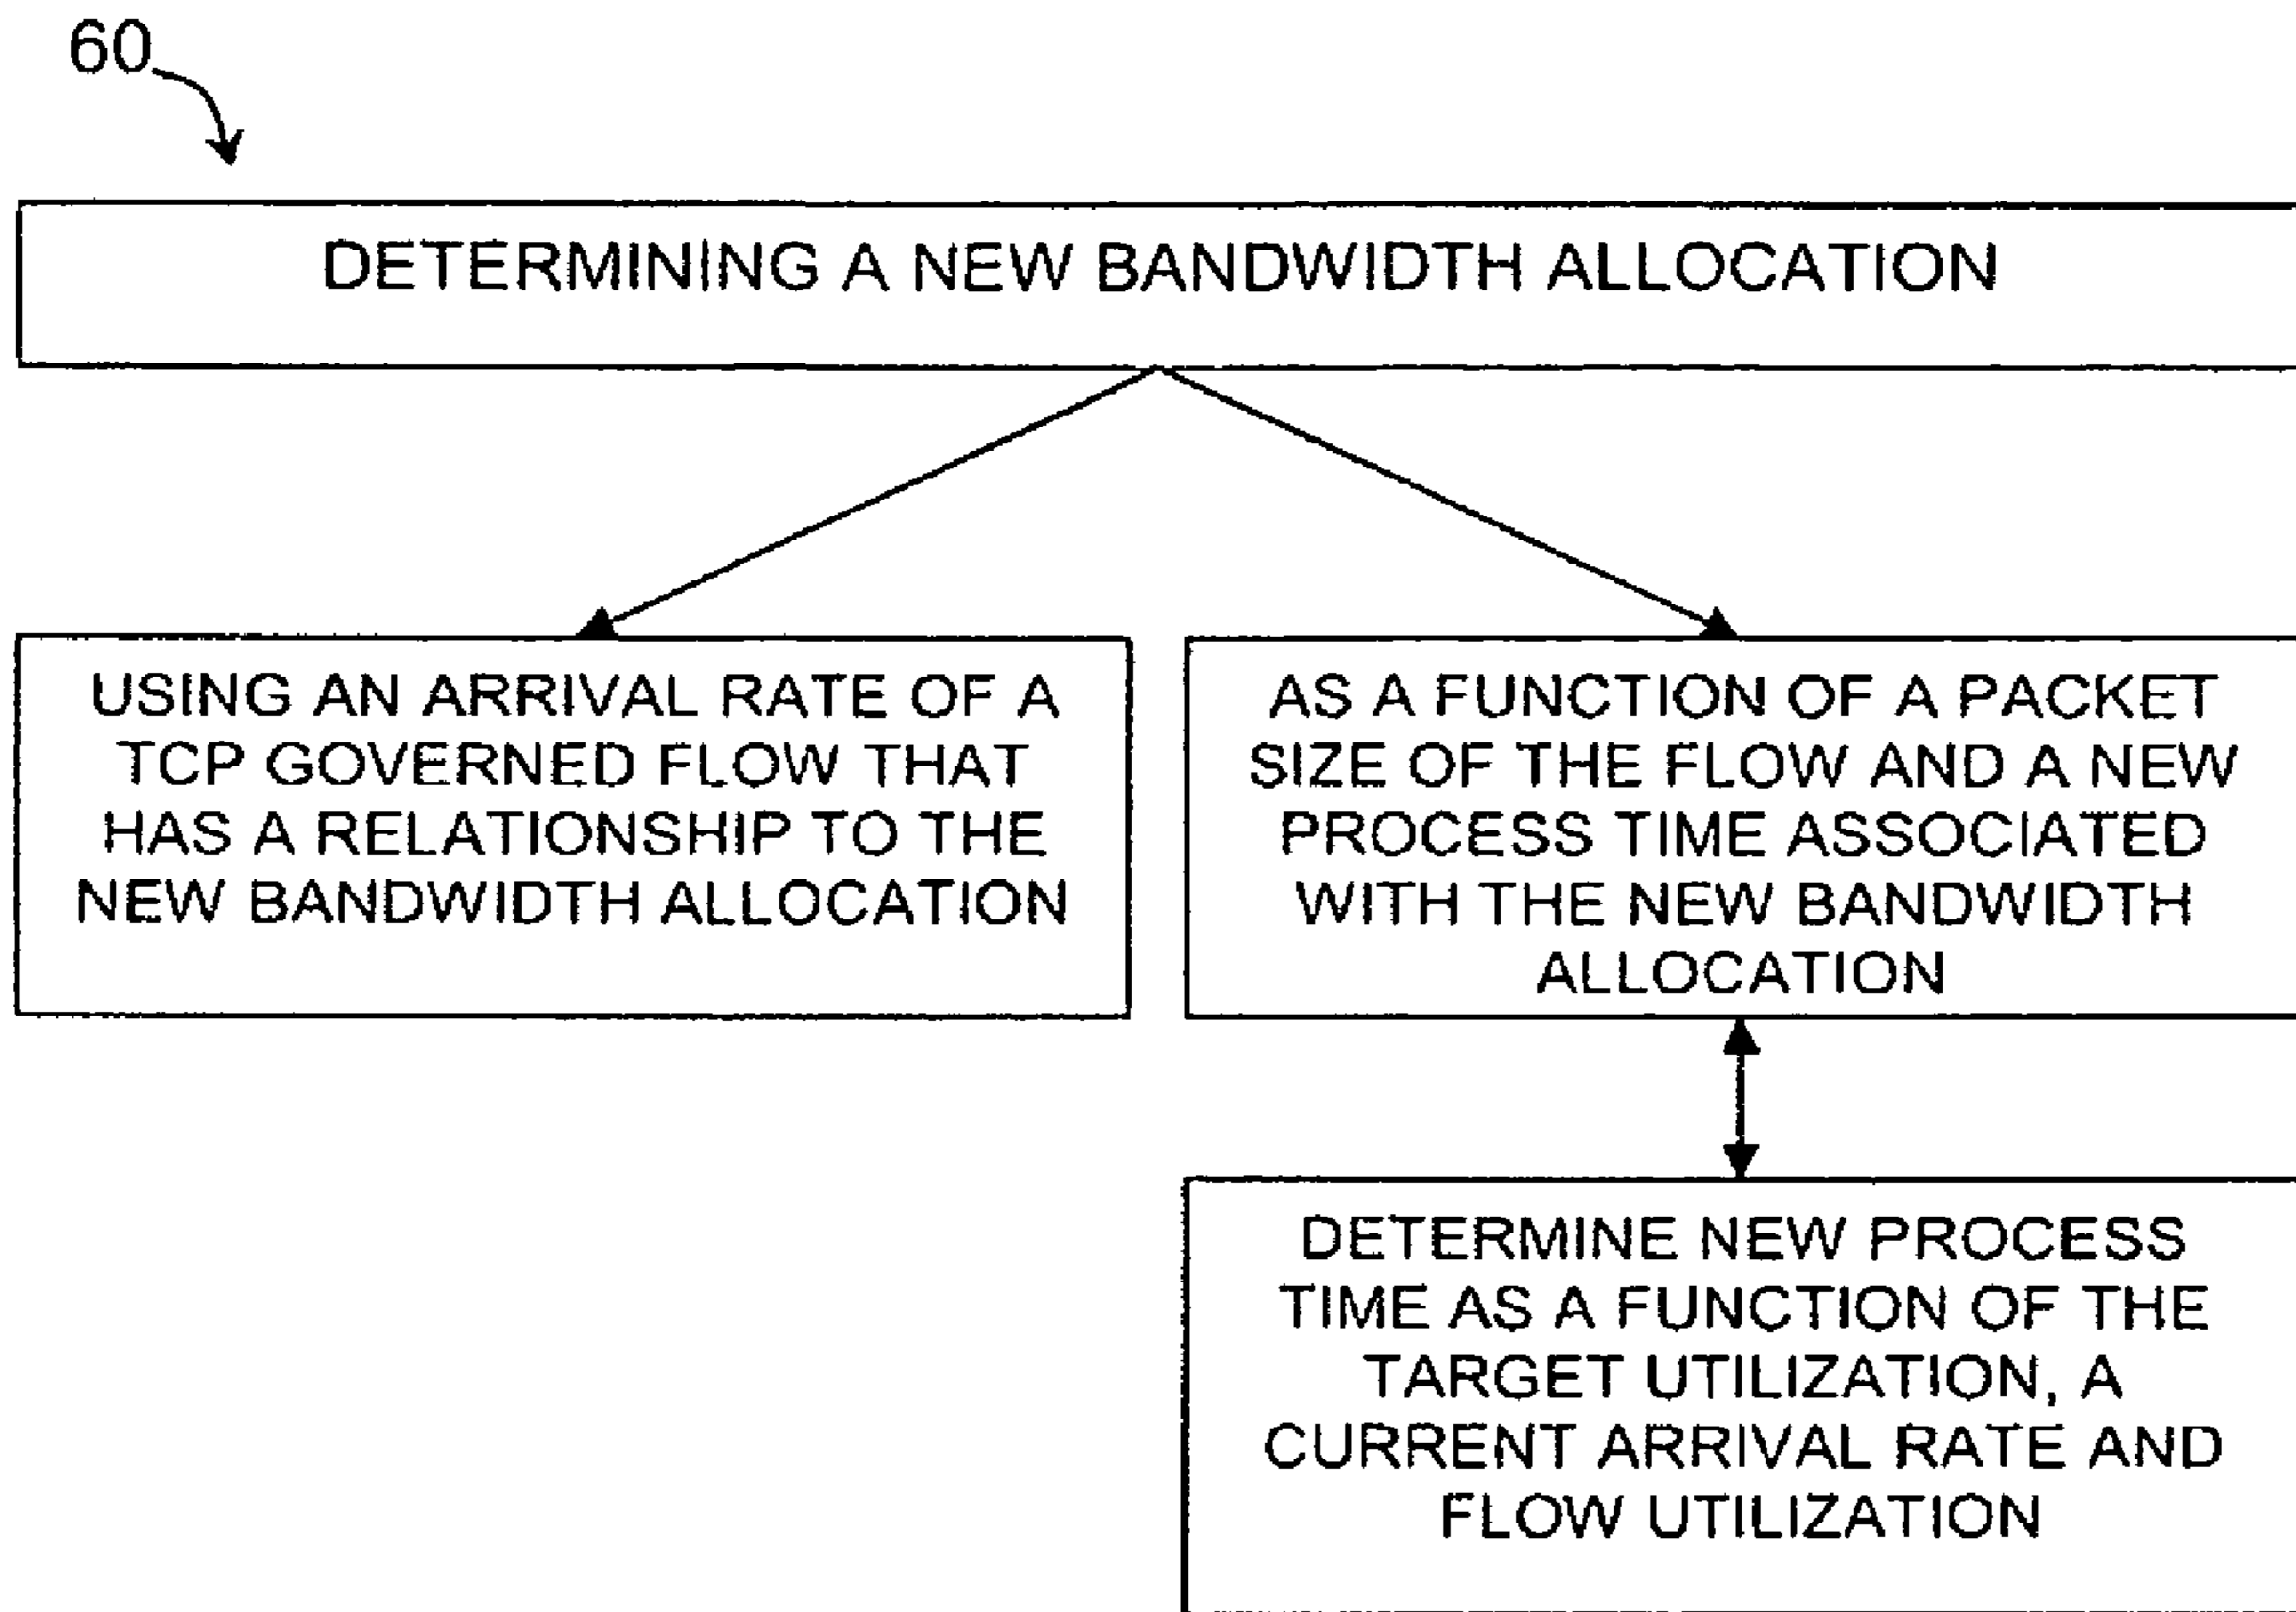 60
DETERMINING A NEW BANDWIDTH ALLOCATION
USING AN ARRIVAL RATE OF A
TCP GOVERNED FLOW THAT
HAS A RELATIONSHIP TO THE
NEW BANDWIDTH ALLOCATION
AS A FUNCTION OF A PACKET
SIZE OF THE FLOW AND A NEW
PROCESS TIME ASSOCIATED
WITH THE NEW BANDWIDTH
ALLOCATION
DETERMINE NEW PROCESS
TIME AS A FUNCTION OF THE
TARGET UTILIZATION, A
CURRENT ARRIVAL RATE AND
FLOW UTILIZATION